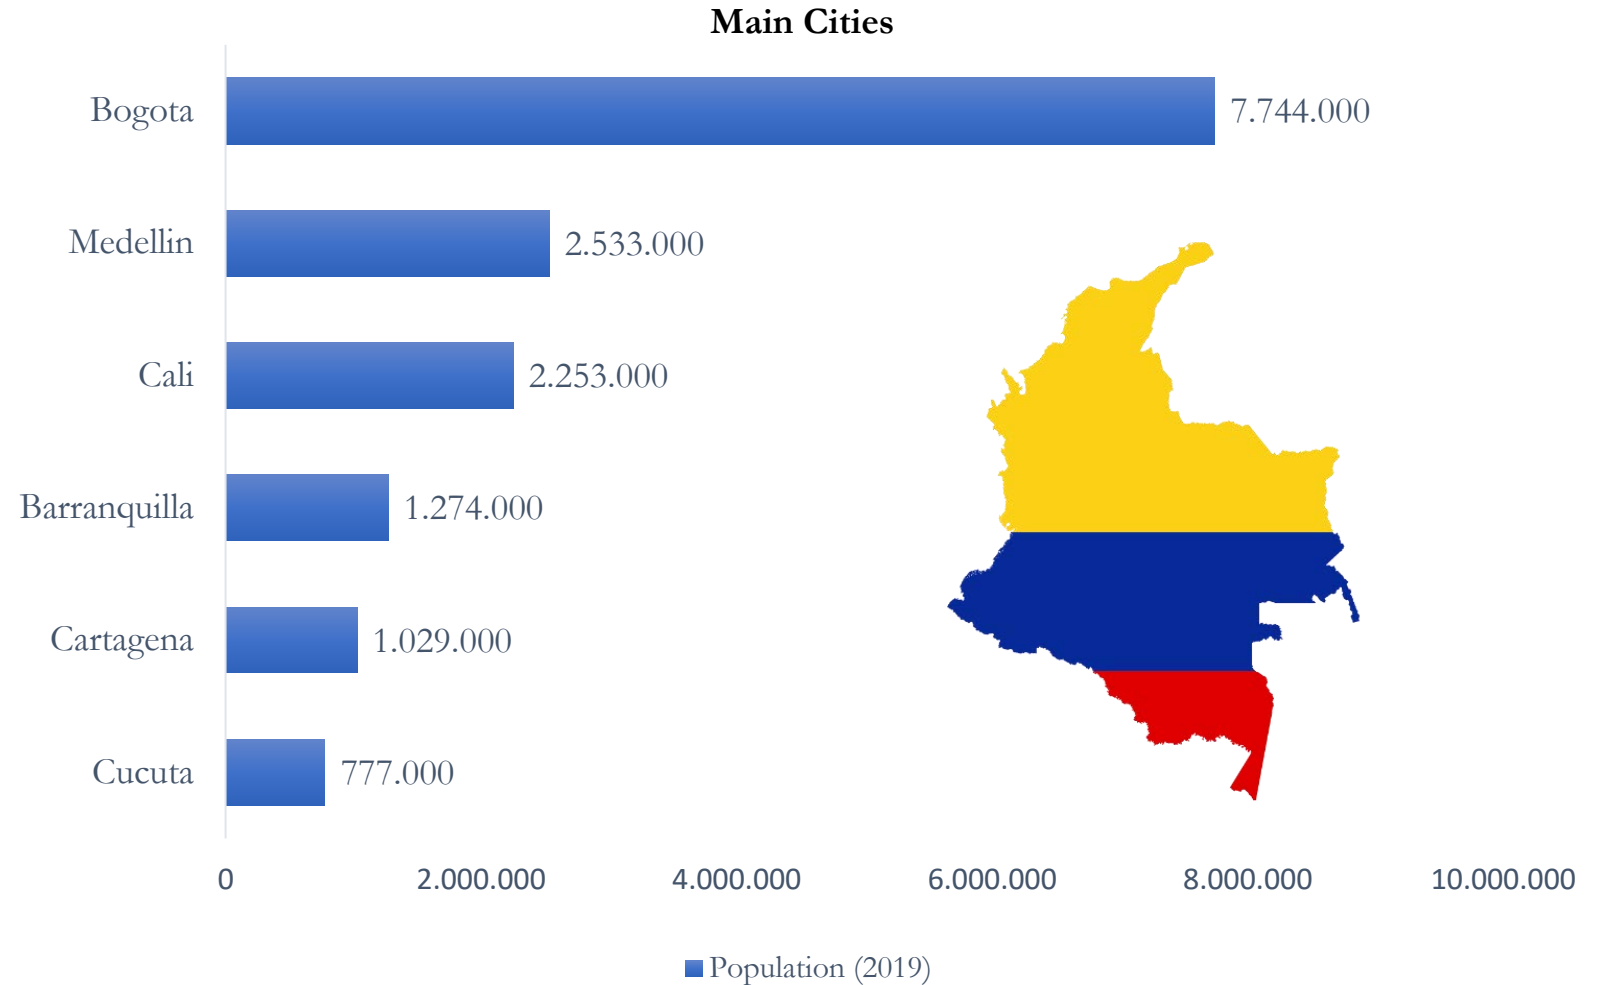 Main Cities
Bogota 7.744.000
Medellin 2.533.000
Cali 2.253.000
Barranquilla 1.274.000
Cartagena 1.029.000
Cucuta 777.000
0 2.000.000 4.000.000 6.000.000 8.000.000 10.000.000
Population (2019)